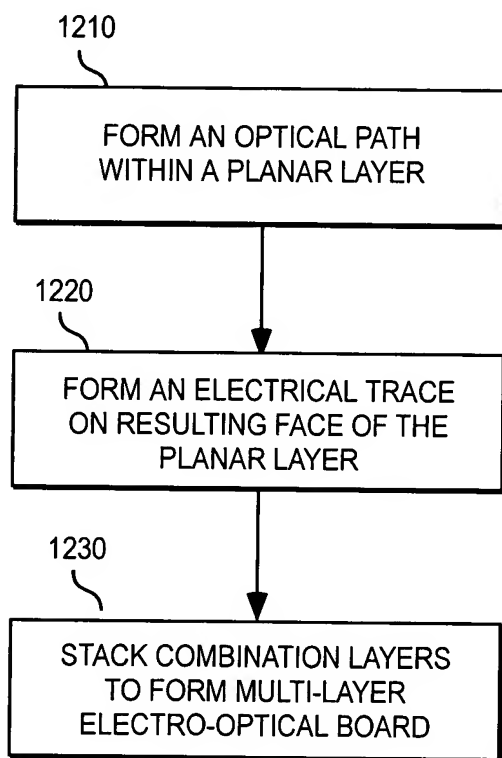 1210
FORM AN OPTICAL PATH
WITHIN A PLANAR LAYER
1220
FORM AN ELECTRICAL TRACE
ON RESULTING FACE OF THE
PLANAR LAYER
1230
STACK COMBINATION LAYERS
TO FORM MULTI-LAYER
ELECTRO-OPTICAL BOARD